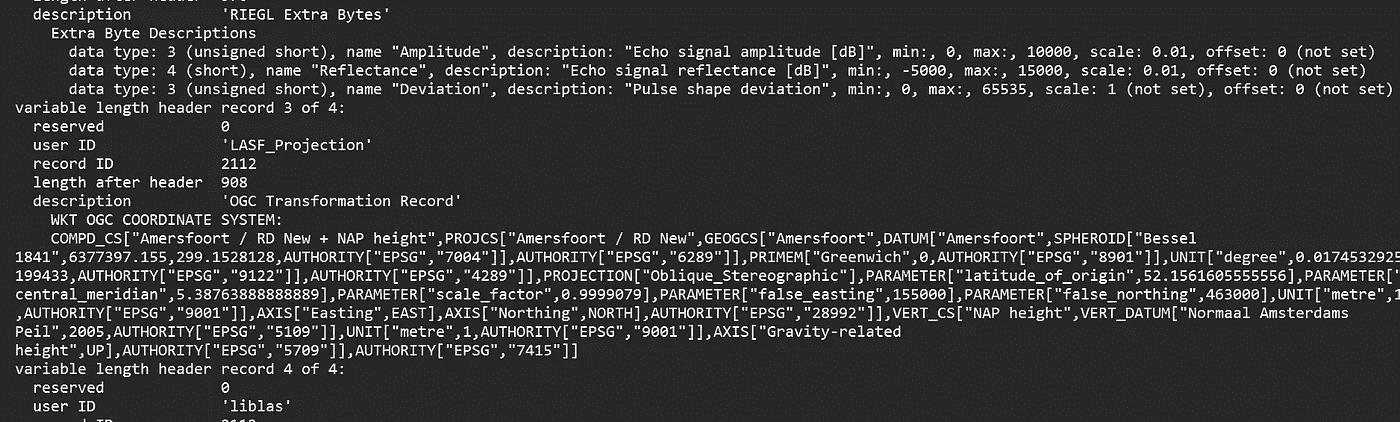 description 'RIEGL Extra Bytes'
Extra Byte Descriptions
data type: 3 (unsigned short), name "Amplitude", description: "Echo signal amplitude [dB]", min:, 0, max:, 10000, scale: 0.01, offset: 0 (not set)
data type: 4 (short), name "Reflectance", description: "Echo signal reflectance [dB]", min:, -5000, max:, 15000, scale: 0.01, offset: 0 (not set)
data type: 3 (unsigned short), name "Deviation", description: "Pulse shape deviation", min:, 0, max:, 65535, scale: 1 (not set), offset: 0 (not set)
variable length header record 3 of 4:
reserved 0
user ID 'LASF_Projection'
record ID 2112
length after header 908
description 'OGC Transformation Record'
WKT OGC COORDINATE SYSTEM:
COMPD_CS["Amersfoort / RD New + NAP height",PROJCS["Amersfoort / RD New",GEOGCS["Amersfoort",DATUM["Amersfoort",SPHEROID["Bessel
1841",6377397.155,299.1528128,AUTHORITY["EPSG","7004"]],AUTHORITY["EPSG","6289"]],PRIMEM["Greenwich",0,AUTHORITY["EPSG","8901"]],UNIT["degree",0.0174532925
199433,AUTHORITY["EPSG","9122"]],AUTHORITY["EPSG","4289"]],PROJECTION["Oblique_Stereographic"],PARAMETER["latitude_of_origin",52.1561605555556],PARAMETER["
central_meridian",5.38763888888889],PARAMETER["scale_factor",0.9999079],PARAMETER["false_easting",155000],PARAMETER["false_northing",463000],UNIT["metre",1
,AUTHORITY["EPSG","9001"]],AXIS["Easting",EAST],AXIS["Northing",NORTH],AUTHORITY["EPSG","28992"]],VERT_CS["NAP height",VERT_DATUM["Normaal Amsterdams
Peil",2005,AUTHORITY["EPSG","5109"]],UNIT["metre",1,AUTHORITY["EPSG","9001"]],AXIS["Gravity-related
height",UP],AUTHORITY["EPSG","5709"]],AUTHORITY["EPSG","7415"]]
variable length header record 4 of 4:
reserved 0
user ID 'liblas'